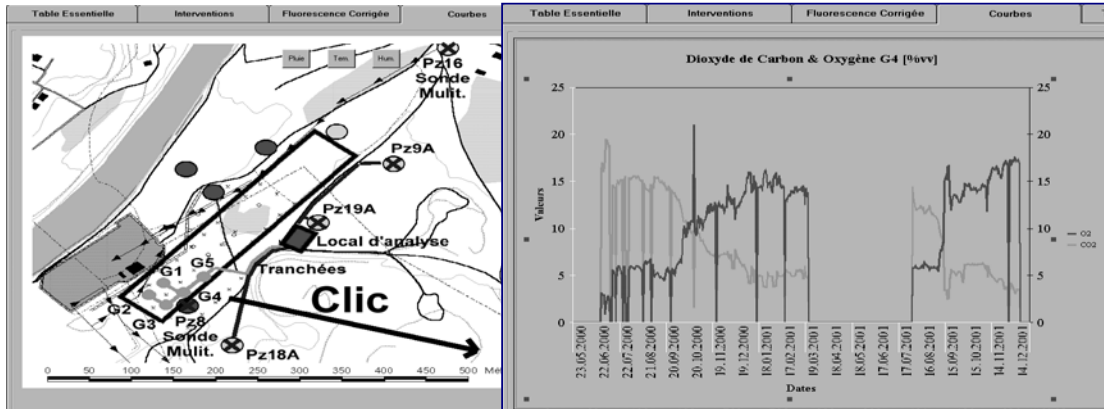 Table Essentielle
Interventions
Fluorescence Corrigée
Courbes
Pluie
Tem.
Hum.
Pz16
Sonde
Mulit.
Pz9A
Pz19A
Local d'analyse
Tranchées
G1
G5
G2
G4
G3
Clic
Pz8
Sonde
Mulit.
Pz18A
0 50 100 150 200 250 300 350 400 450 500
Table Essentielle
Interventions
Fluorescence Corrigée
Courbes
Dioxyde de Carbon & Oxygène G4 [%vv]
25
20
15
10
5
0
Valeurs
25
20
15
10
5
0
O2
CO2
23.05.2000
22.06.2000
22.07.2000
21.08.2000
20.09.2000
20.10.2000
19.11.2000
19.12.2000
18.01.2001
17.02.2001
19.03.2001
18.04.2001
18.05.2001
17.06.2001
17.07.2001
16.08.2001
15.09.2001
15.10.2001
14.11.2001
14.12.2001
Dates